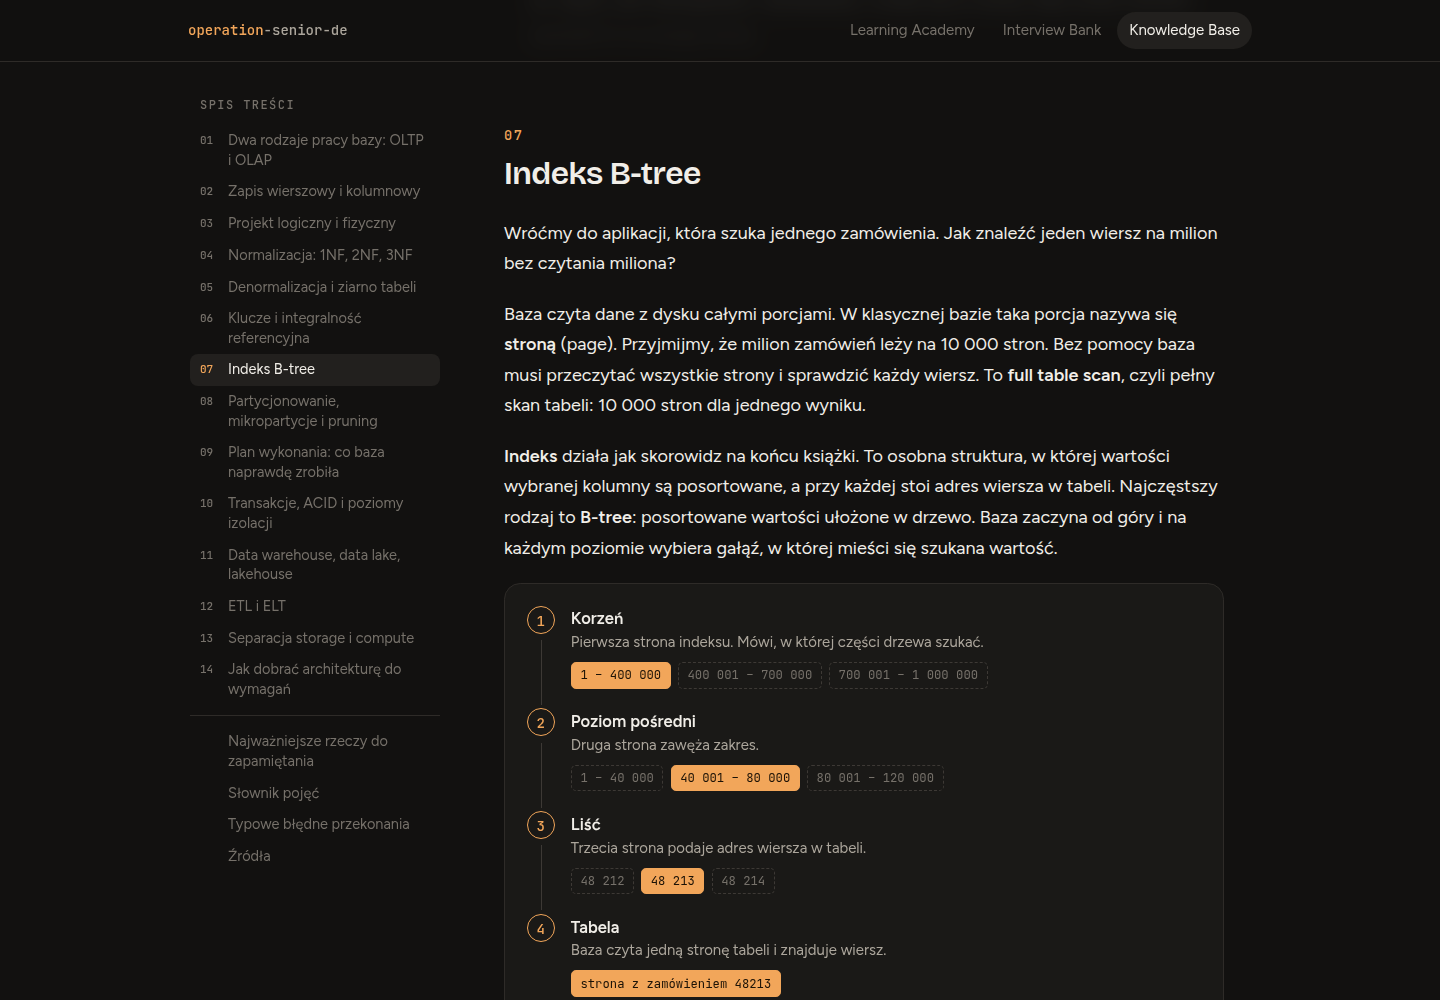 operation-senior-de
Learning Academy
Interview Bank
Knowledge Base
SPIS TREŚCI
01 Dwa rodzaje pracy bazy: OLTP
i OLAP
02 Zapis wierszowy i kolumnowy
03 Projekt logiczny i fizyczny
04 Normalizacja: 1NF, 2NF, 3NF
05 Denormalizacja i ziarno tabeli
06 Klucze i integralność
referencyjna
07 Indeks B-tree
08 Partycjonowanie,
mikropartycje i pruning
09 Plan wykonania: co baza
naprawdę zrobiła
10 Transakcje, ACID i poziomy
izolacji
11 Data warehouse, data lake,
lakehouse
12 ETL i ELT
13 Separacja storage i compute
14 Jak dobrać architekturę do
wymagań
Najważniejsze rzeczy do
zapamiętania
Słownik pojęć
Typowe błędne przekonania
Źródła
07
Indeks B-tree
Wróćmy do aplikacji, która szuka jednego zamówienia. Jak znaleźć jeden wiersz na milion
bez czytania miliona?
Baza czyta dane z dysku całymi porcjami. W klasycznej bazie taka porcja nazywa się
stroną (page). Przyjmijmy, że milion zamówień leży na 10 000 stron. Bez pomocy baza
musi przeczytać wszystkie strony i sprawdzić każdy wiersz. To full table scan, czyli pełny
skan tabeli: 10 000 stron dla jednego wyniku.
Indeks działa jak skorowidz na końcu książki. To osobna struktura, w której wartości
wybranej kolumny są posortowane, a przy każdej stoi adres wiersza w tabeli. Najczęstszy
rodzaj to B-tree: posortowane wartości ułożone w drzewo. Baza zaczyna od góry i na
każdym poziomie wybiera gałąź, w której mieści się szukana wartość.
1 Korzeń
Pierwsza strona indeksu. Mówi, w której części drzewa szukać.
1 – 400 000 400 001 – 700 000 700 001 – 1 000 000
2 Poziom pośredni
Druga strona zawęża zakres.
1 – 40 000 40 001 – 80 000 80 001 – 120 000
3 Liść
Trzecia strona podaje adres wiersza w tabeli.
48 212 48 213 48 214
4 Tabela
Baza czyta jedną stronę tabeli i znajduje wiersz.
strona z zamówieniem 48213